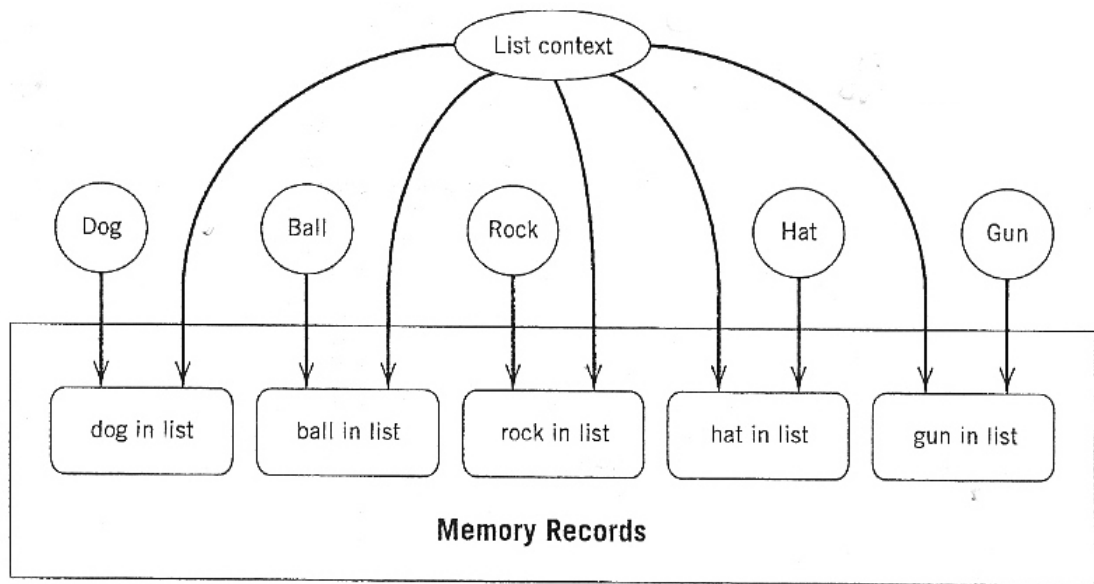 List context
Dog
Ball
Rock
Hat
Gun
dog in list
ball in list
rock in list
hat in list
gun in list
Memory Records